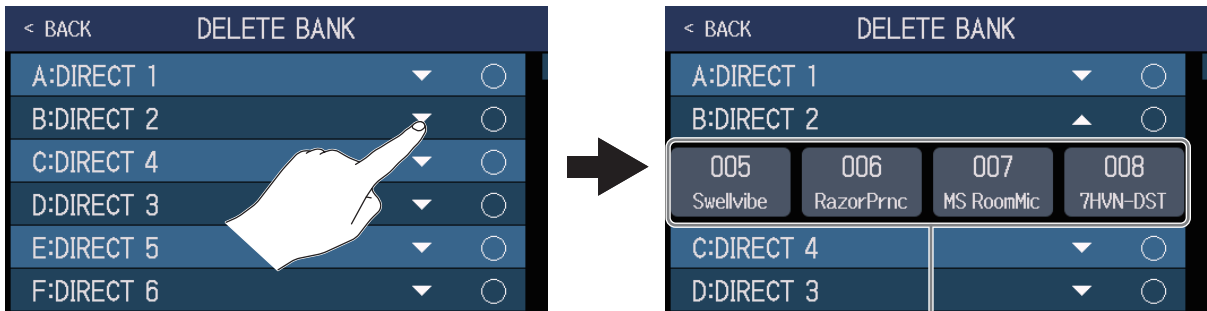 < BACK DELETE BANK
A:DIRECT 1
B:DIRECT 2
C:DIRECT 4
D:DIRECT 3
E:DIRECT 5
F:DIRECT 6
< BACK DELETE BANK
A:DIRECT 1
B:DIRECT 2
005 006 007 008
Swellvibe RazorPrnc MS RoomMic 7HVN-DST
C:DIRECT 4
D:DIRECT 3